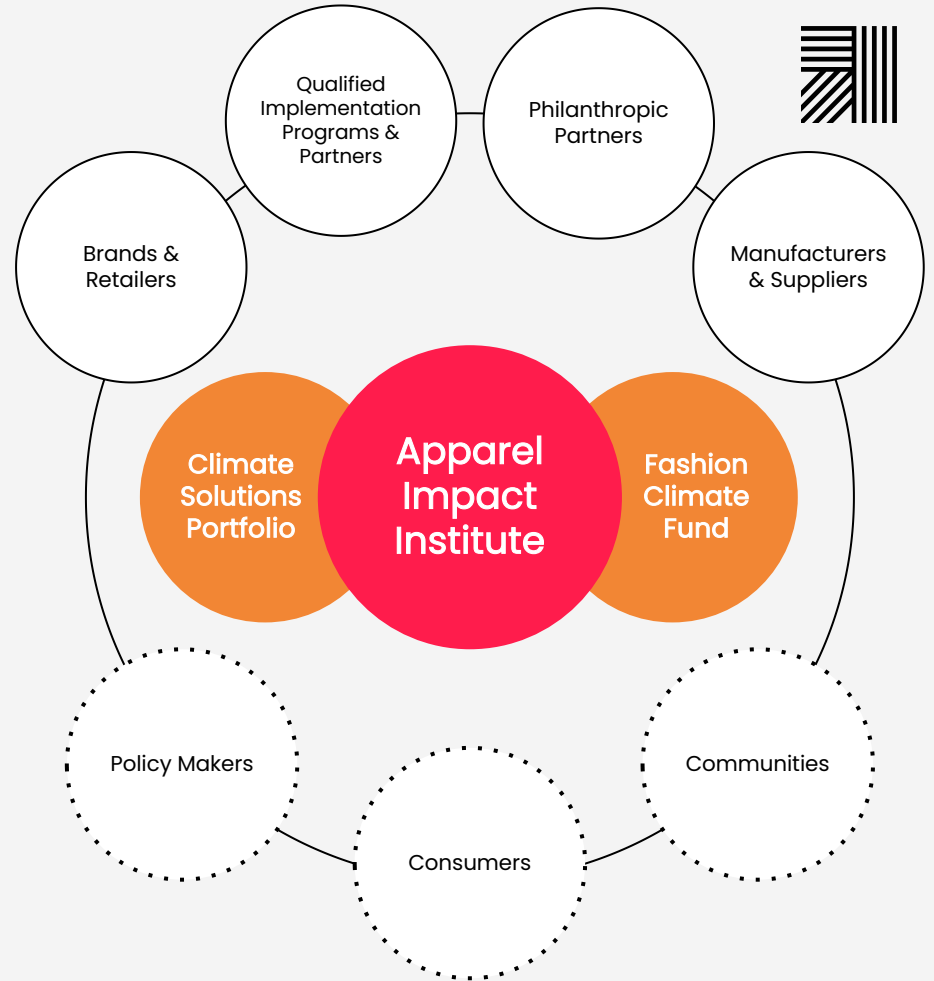 Qualified
Implementation
Programs &
Partners
Philanthropic
Partners
Brands &
Retailers
Manufacturers
& Suppliers
Climate
Solutions
Portfolio
Apparel
Impact
Institute
Fashion
Climate
Fund
Policy Makers
Consumers
Communities